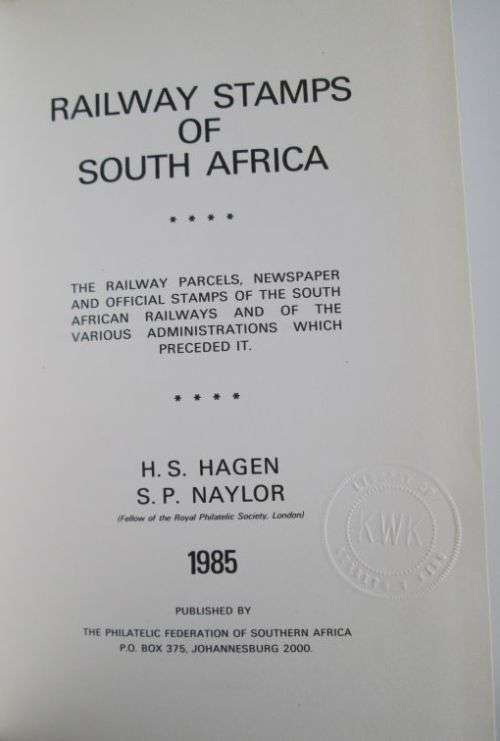 RAILWAY STAMPS
OF
SOUTH AFRICA
* * * *
THE RAILWAY PARCELS, NEWSPAPER
AND OFFICIAL STAMPS OF THE SOUTH
AFRICAN RAILWAYS AND OF THE
VARIOUS ADMINISTRATIONS WHICH
PRECEDED IT.
* * * *
H. S. HAGEN
S. P. NAYLOR
(Fellow of the Royal Philatelic Society, London)
1985
PUBLISHED BY
THE PHILATELIC FEDERATION OF SOUTHERN AFRICA
P.O. BOX 375, JOHANNESBURG 2000.
LIBRARY OF
KWK